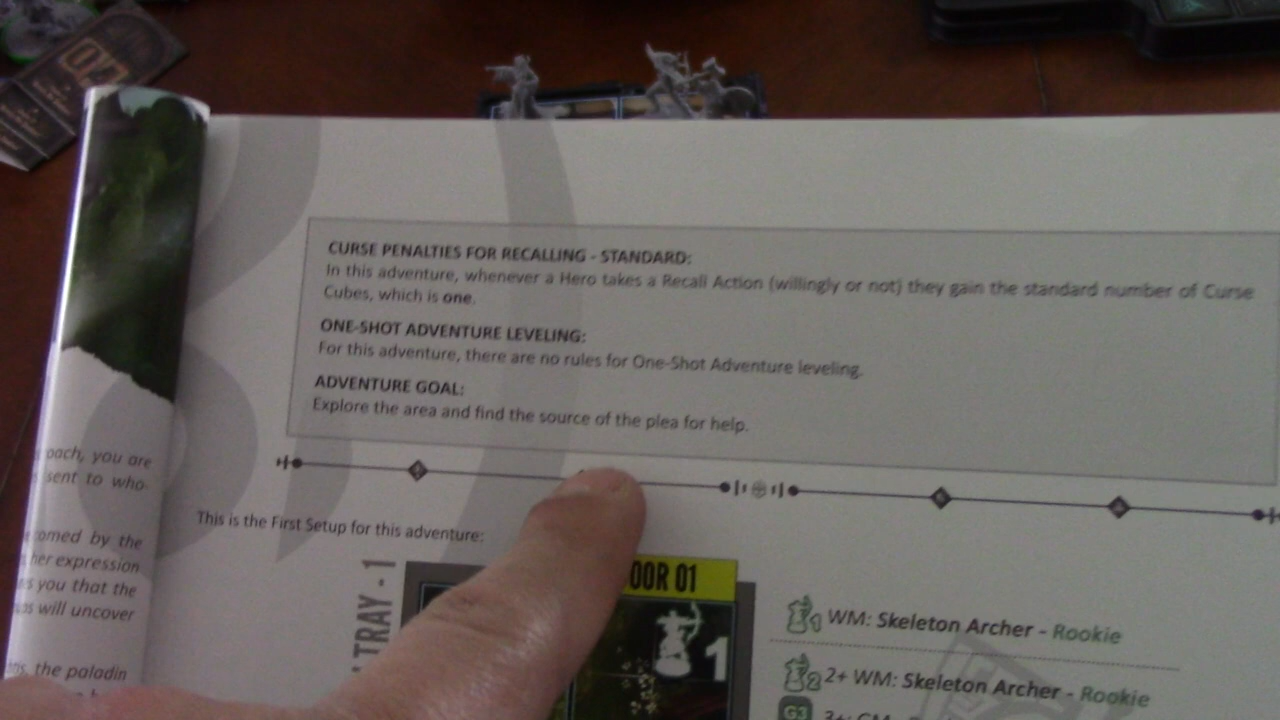 CURSE PENALTIES FOR RECALLING - STANDARD:
In this adventure, whenever a Hero takes a Recall Action (willingly or not) they gain the standard number of Curse
Cubes, which is one.
ONE-SHOT ADVENTURE LEVELING:
For this adventure, there are no rules for One-Shot Adventure leveling.
ADVENTURE GOAL:
Explore the area and find the source of the plea for help.
you are
sent to who-
by the
her expression
you that the
will uncover
the paladin
This is the First Setup for this adventure:
TRAY - 1
OOR 01
1
1 WM: Skeleton Archer - Rookie
2 2+ WM: Skeleton Archer - Rookie
G3